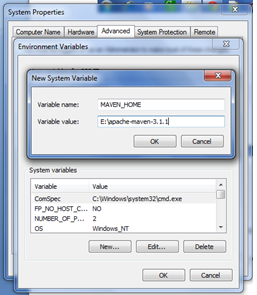 System Properties
Computer Name Hardware Advanced System Protection Remote
Environment Variables
New System Variable
Variable name: MAVEN_HOME
Variable value: E:\apache-maven-3.1.1
OK Cancel
System variables
Variable Value
ComSpec C:\Windows\system32\cmd.exe
FP_NO_HOST_C... NO
NUMBER_OF_P... 2
OS Windows_NT
New... Edit... Delete
OK Cancel